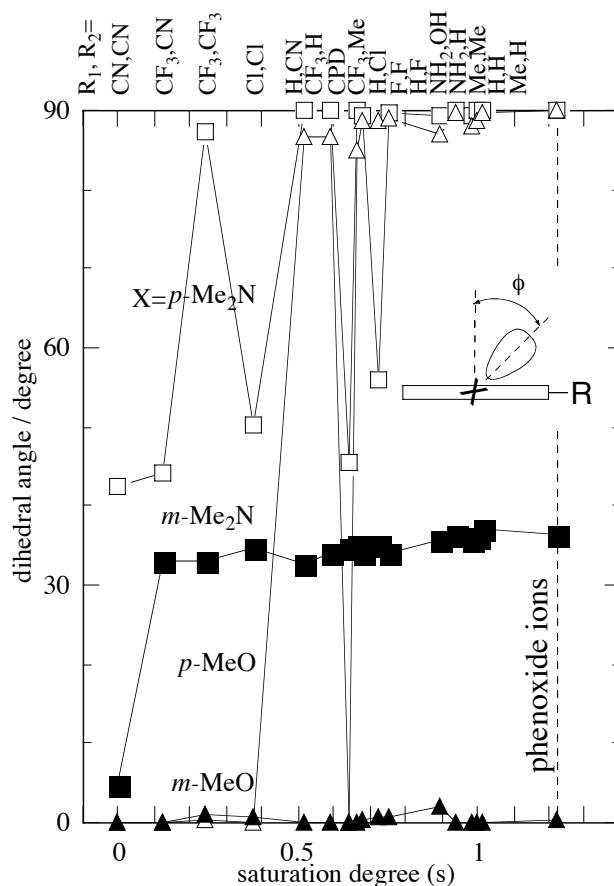 R1, R2=
CN,CN
CF3,CN
CF3,CF3
Cl,Cl
H,CN
CF3,H
CPD
CF3,Me
H,Cl
F,F
H,F
NH2,OH
NH2,H
Me,Me
H,H
Me,H
90
60
30
0
dihedral angle / degree
X=p-Me2N
m-Me2N
p-MeO
m-MeO
ϕ
R
phenoxide ions
0
0.5
1
saturation degree (s)